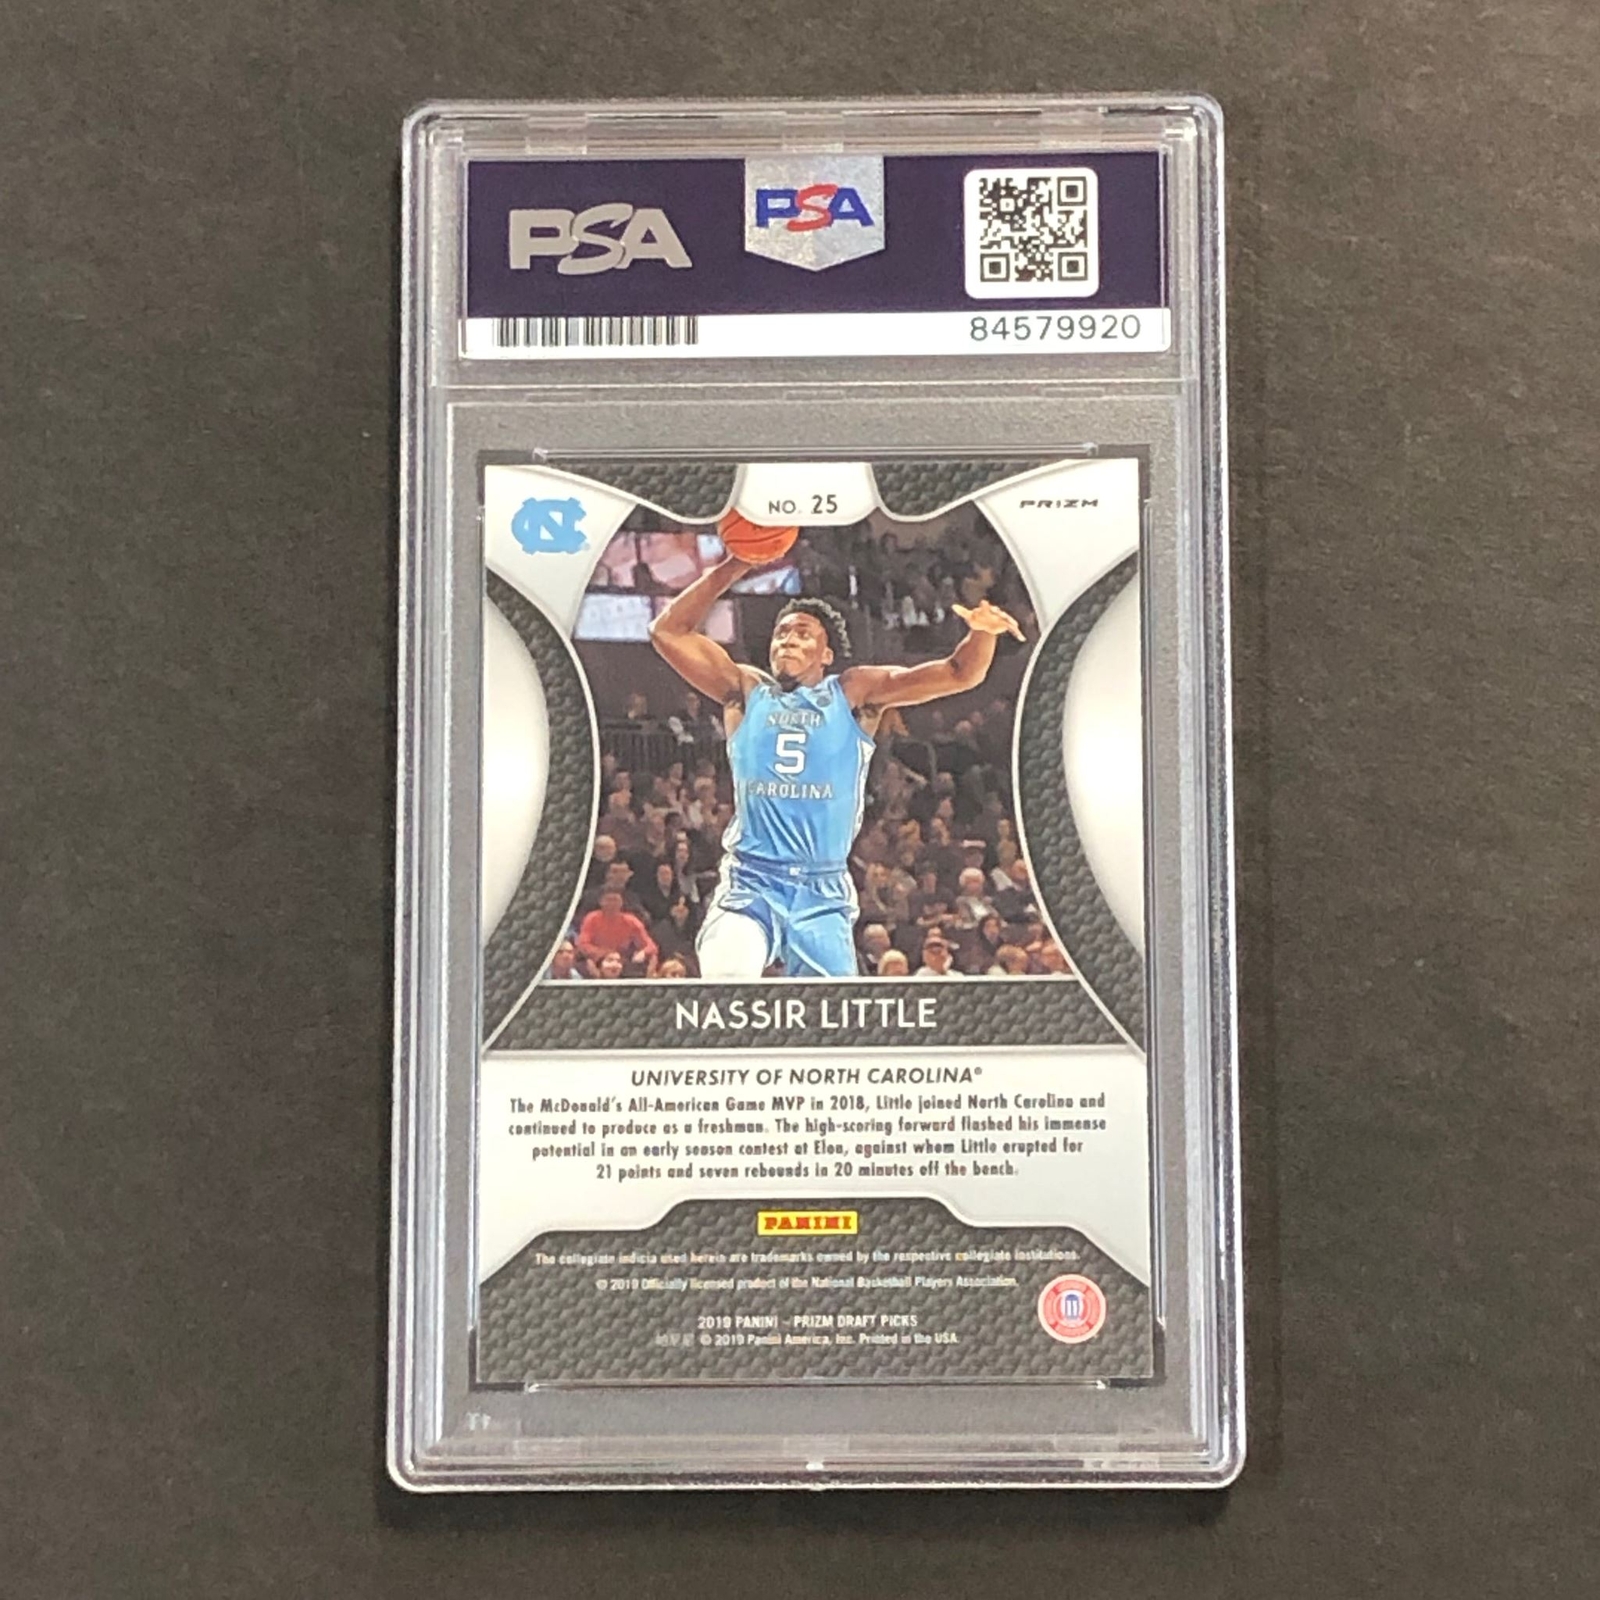 PSA
PSA
84579920
NC
NO. 25
PRIZM
NORTH
5
CAROLINA
NASSIR LITTLE
UNIVERSITY OF NORTH CAROLINA®
The McDonald's All-American Game MVP in 2018, Little joined North Carolina and
continued to produce as a freshman. The high-scoring forward flashed his immense
potential in an early season contest at Elon, against whom Little erupted for
21 points and seven rebounds in 20 minutes off the bench.
PANINI
The collegiate indicia used herein are trademarks owned by the respective collegiate institutions.
© 2019 Officially licensed product of the National Basketball Players Association.
2019 PANINI – PRIZM DRAFT PICKS
© 2019 Panini America, Inc. Printed in the USA